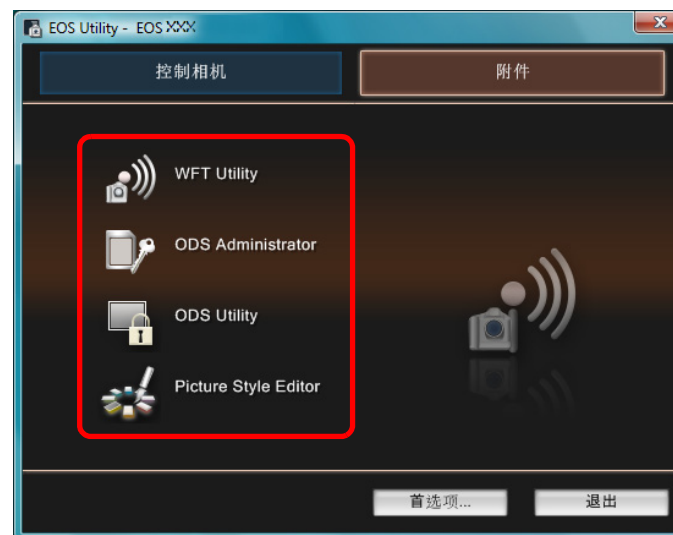 EOS Utility - EOS XXX
控制相机
附件
WFT Utility
ODS Administrator
ODS Utility
Picture Style Editor
首选项...
退出